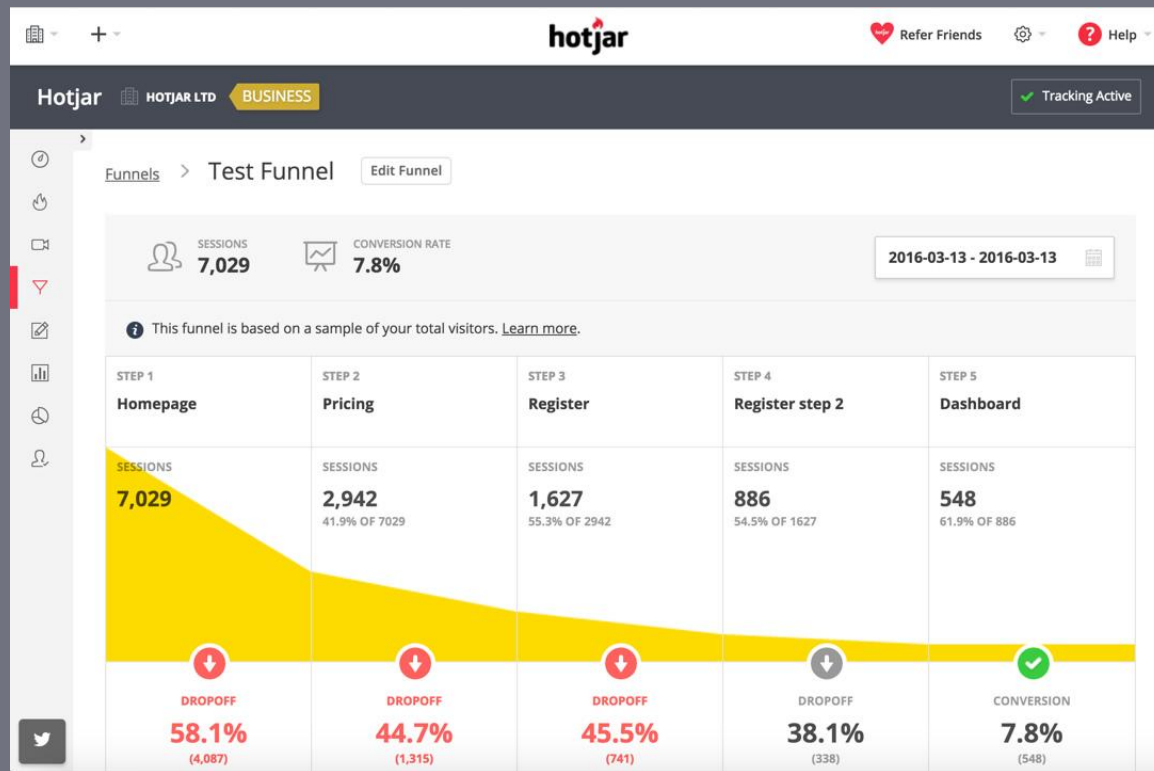 hotjar
hotjar
Refer Friends
?
Help
Hotjar
HOTJAR LTD
BUSINESS
Tracking Active
Funnels > Test Funnel
Edit Funnel
SESSIONS
7,029
CONVERSION RATE
7.8%
2016-03-13 - 2016-03-13
This funnel is based on a sample of your total visitors. Learn more.
STEP 1
Homepage
STEP 2
Pricing
STEP 3
Register
STEP 4
Register step 2
STEP 5
Dashboard
SESSIONS
7,029
SESSIONS
2,942
41.9% OF 7029
SESSIONS
1,627
55.3% OF 2942
SESSIONS
886
54.5% OF 1627
SESSIONS
548
61.9% OF 886
DROPOFF
58.1%
(4,087)
DROPOFF
44.7%
(1,315)
DROPOFF
45.5%
(741)
DROPOFF
38.1%
(338)
CONVERSION
7.8%
(548)